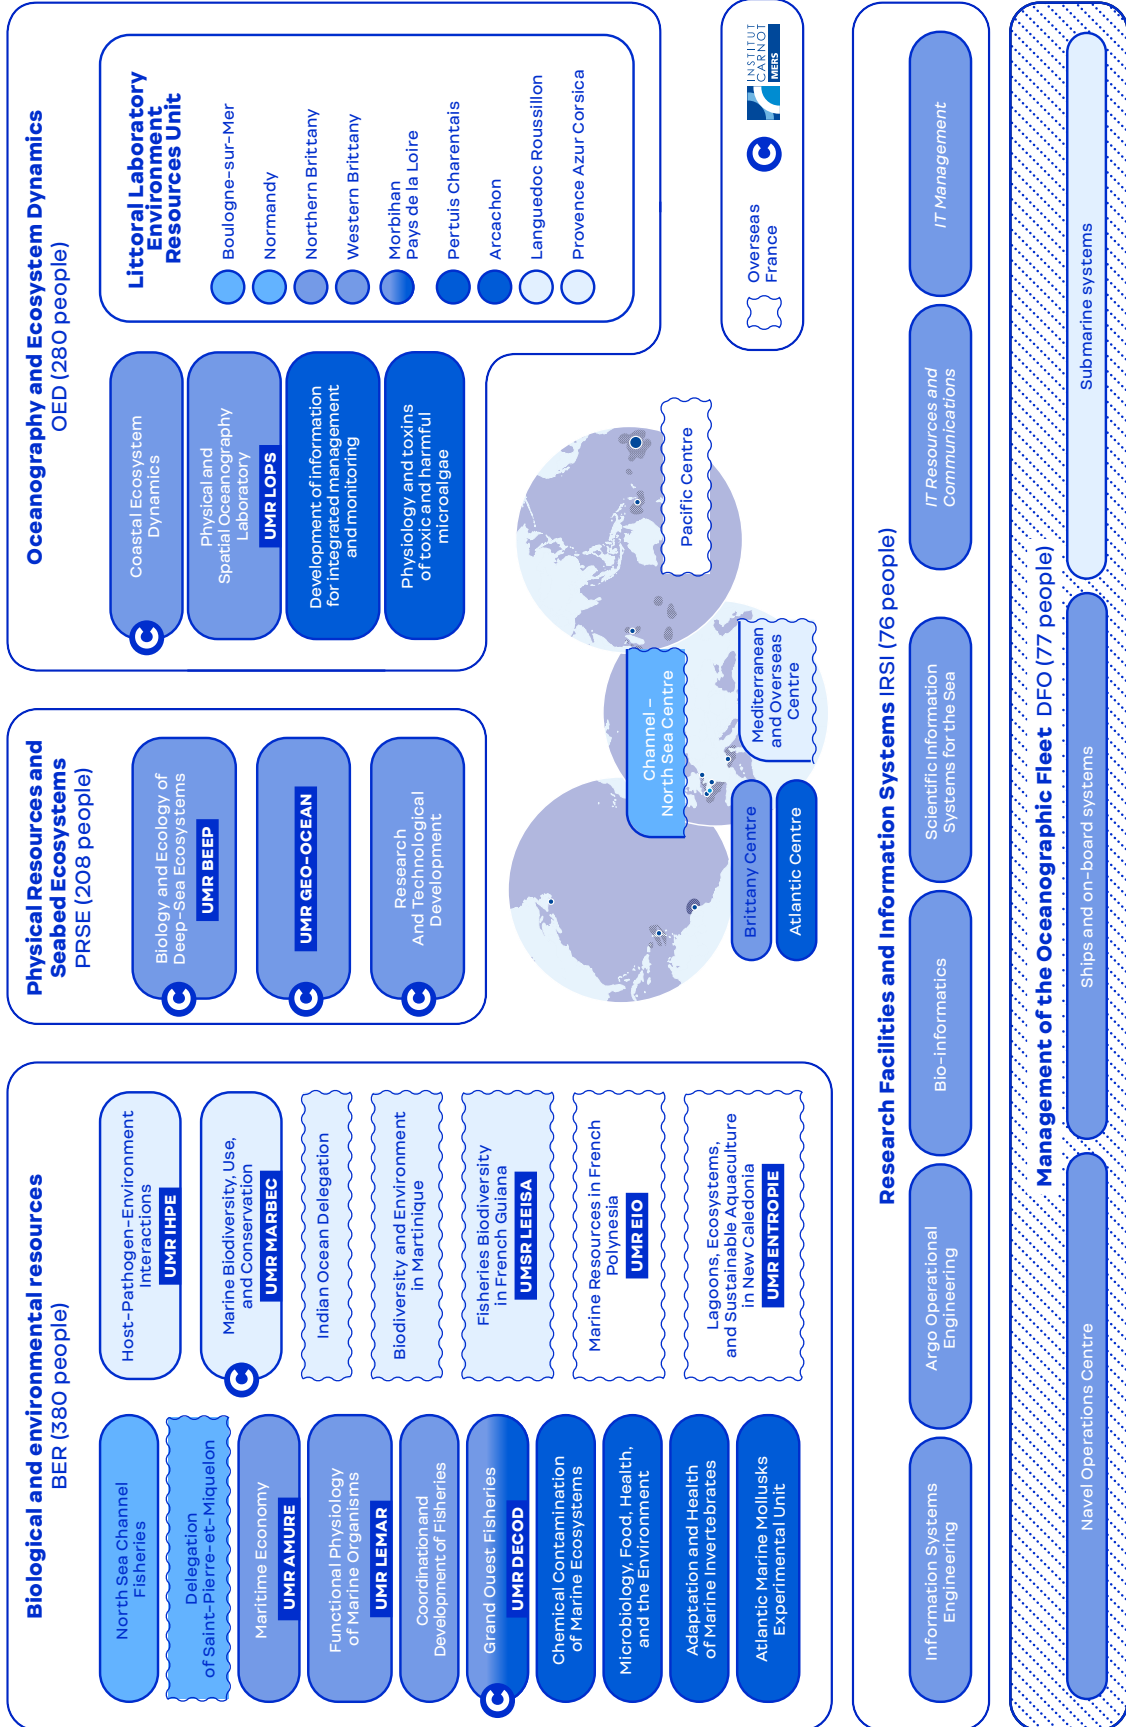 Biological and environmental resources
BER (380 people)
North Sea Channel
Fisheries
Delegation
of Saint-Pierre-et-Miquelon
Maritime Economy
UMR AMURE
Functional Physiology
of Marine Organisms
UMR LEMAR
Coordination and
Development of Fisheries
Grand Ouest Fisheries
UMR DECOD
Chemical Contamination
of Marine Ecosystems
Microbiology, Food, Health,
and the Environment
Adaptation and Health
of Marine Invertebrates
Atlantic Marine Mollusks
Experimental Unit
Host-Pathogen-Environment
Interactions
UMR IHPE
Marine Biodiversity, Use,
and Conservation
UMR MARBEC
Indian Ocean Delegation
Biodiversity and Environment
in Martinique
Fisheries Biodiversity
in French Guiana
UMSR LEEISA
Marine Resources in French
Polynesia
UMR EIO
Lagoons, Ecosystems,
and Sustainable Aquaculture
in New Caledonia
UMR ENTROPIE
Physical Resources and
Seabed Ecosystems
PRSE (208 people)
Biology and Ecology of
Deep-Sea Ecosystems
UMR BEEP
UMR GEO-OCEAN
Research
And Technological
Development
Oceanography and Ecosystem Dynamics
OED (280 people)
Coastal Ecosystem
Dynamics
Physical and
Spatial Oceanography
Laboratory
UMR LOPS
Development of information
for integrated management
and monitoring
Physiology and toxins
of toxic and harmful
microalgae
Littoral Laboratory
Environment
Resources Unit
Boulogne-sur-Mer
Normandy
Northern Brittany
Western Brittany
Morbihan
Pays de la Loire
Pertuis Charentais
Arcachon
Languedoc Roussillon
Provence Azur Corsica
Channel –
North Sea Centre
Brittany Centre
Atlantic Centre
Mediterranean
and Overseas
Centre
Pacific Centre
Overseas
France
C
INSTITUT
CARNOT
MERS
Research Facilities and Information Systems IRSI (76 people)
Information Systems
Engineering
Argo Operational
Engineering
Bio-informatics
Scientific Information
Systems for the Sea
IT Resources and
Communications
IT Management
Management of the Oceanographic Fleet DFO (77 people)
Navel Operations Centre
Ships and on-board systems
Submarine systems